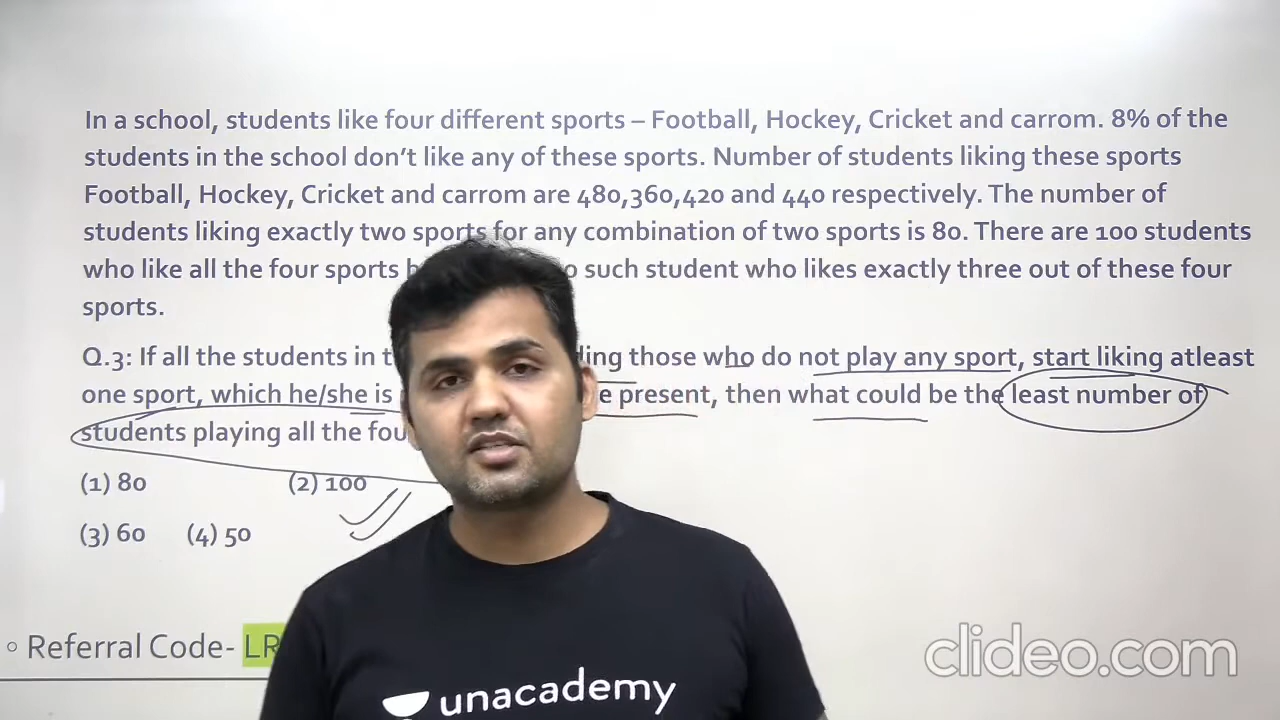 In a school, students like four different sports – Football, Hockey, Cricket and carrom. 8% of the
students in the school don't like any of these sports. Number of students liking these sports
Football, Hockey, Cricket and carrom are 480,360,420 and 440 respectively. The number of
students liking exactly two sports for any combination of two sports is 80. There are 100 students
who like all the four sports such student who likes exactly three out of these four
sports.
Q.3: If all the students in those who do not play any sport, start liking atleast
one sport, which he/she is present, then what could be the least number of
students playing all the
(1) 80 (2) 100
(3) 60 (4) 50
Referral Code-
unacademy
clideo.com